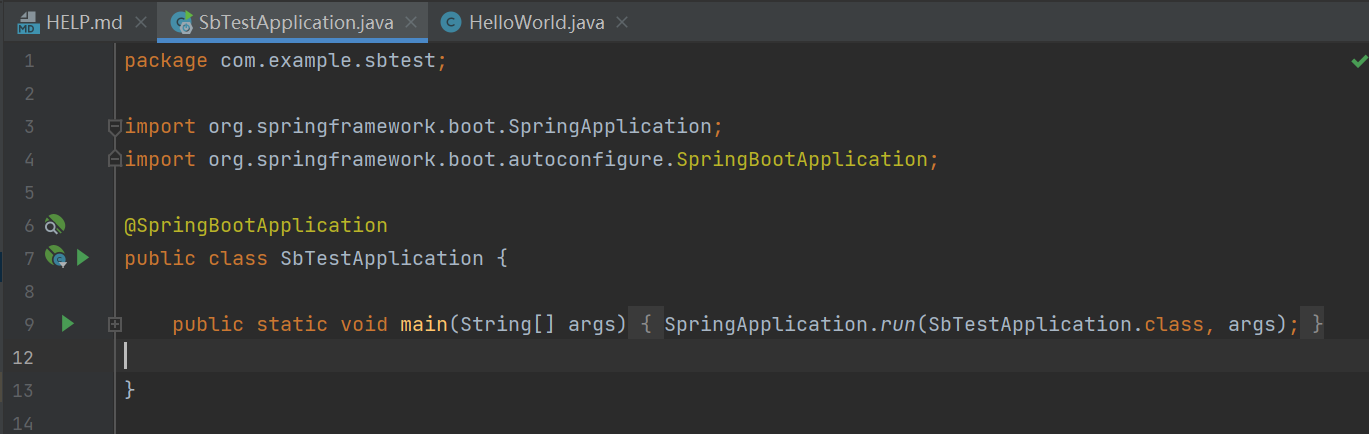 MD HELP.md SbTestApplication.java C HelloWorld.java
1 package com.example.sbtest;
2
3 import org.springframework.boot.SpringApplication;
4 import org.springframework.boot.autoconfigure.SpringBootApplication;
5
6 @SpringBootApplication
7 public class SbTestApplication {
8
9 public static void main(String[] args) { SpringApplication.run(SbTestApplication.class, args); }
12
13 }
14